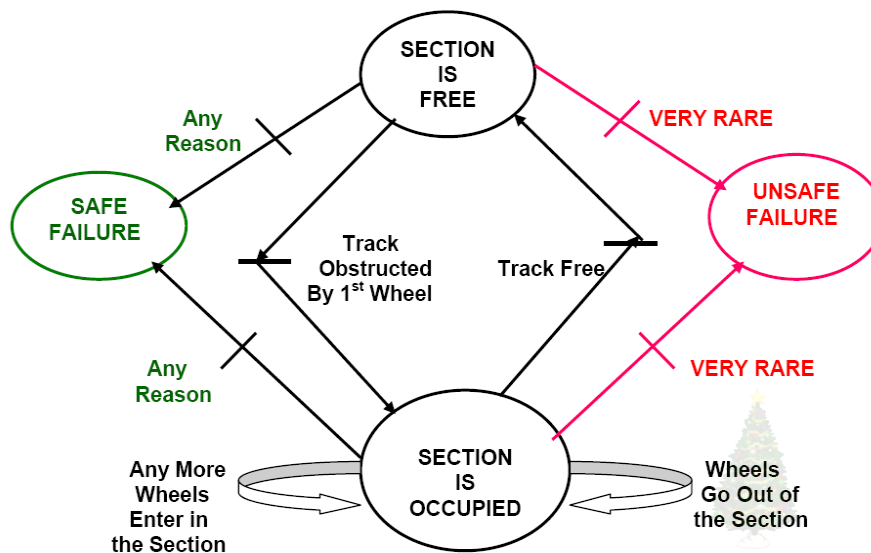 SECTION
IS
FREE
Any
Reason
VERY RARE
SAFE
FAILURE
UNSAFE
FAILURE
Track
Obstructed
By 1st Wheel
Track Free
Any
Reason
VERY RARE
Any More
Wheels
Enter in
the Section
SECTION
IS
OCCUPIED
Wheels
Go Out of
the Section